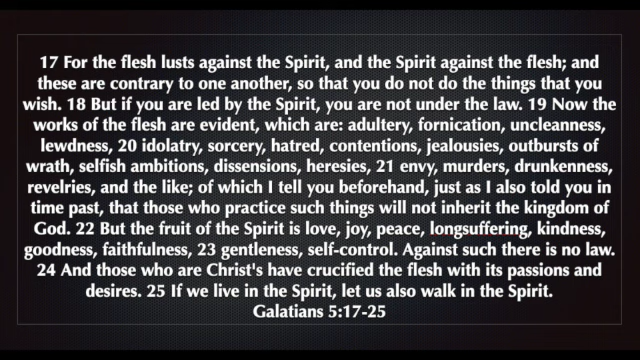 17 For the flesh lusts against the Spirit, and the Spirit against the flesh; and
these are contrary to one another, so that you do not do the things that you
wish. 18 But if you are led by the Spirit, you are not under the law. 19 Now the
works of the flesh are evident, which are: adultery, fornication, uncleanness,
lewdness, 20 idolatry, sorcery, hatred, contentions, jealousies, outbursts of
wrath, selfish ambitions, dissensions, heresies, 21 envy, murders, drunkenness,
revelries, and the like; of which I tell you beforehand, just as I also told you in
time past, that those who practice such things will not inherit the kingdom of
God. 22 But the fruit of the Spirit is love, joy, peace, longsuffering, kindness,
goodness, faithfulness, 23 gentleness, self-control. Against such there is no law.
24 And those who are Christ's have crucified the flesh with its passions and
desires. 25 If we live in the Spirit, let us also walk in the Spirit.
Galatians 5:17-25